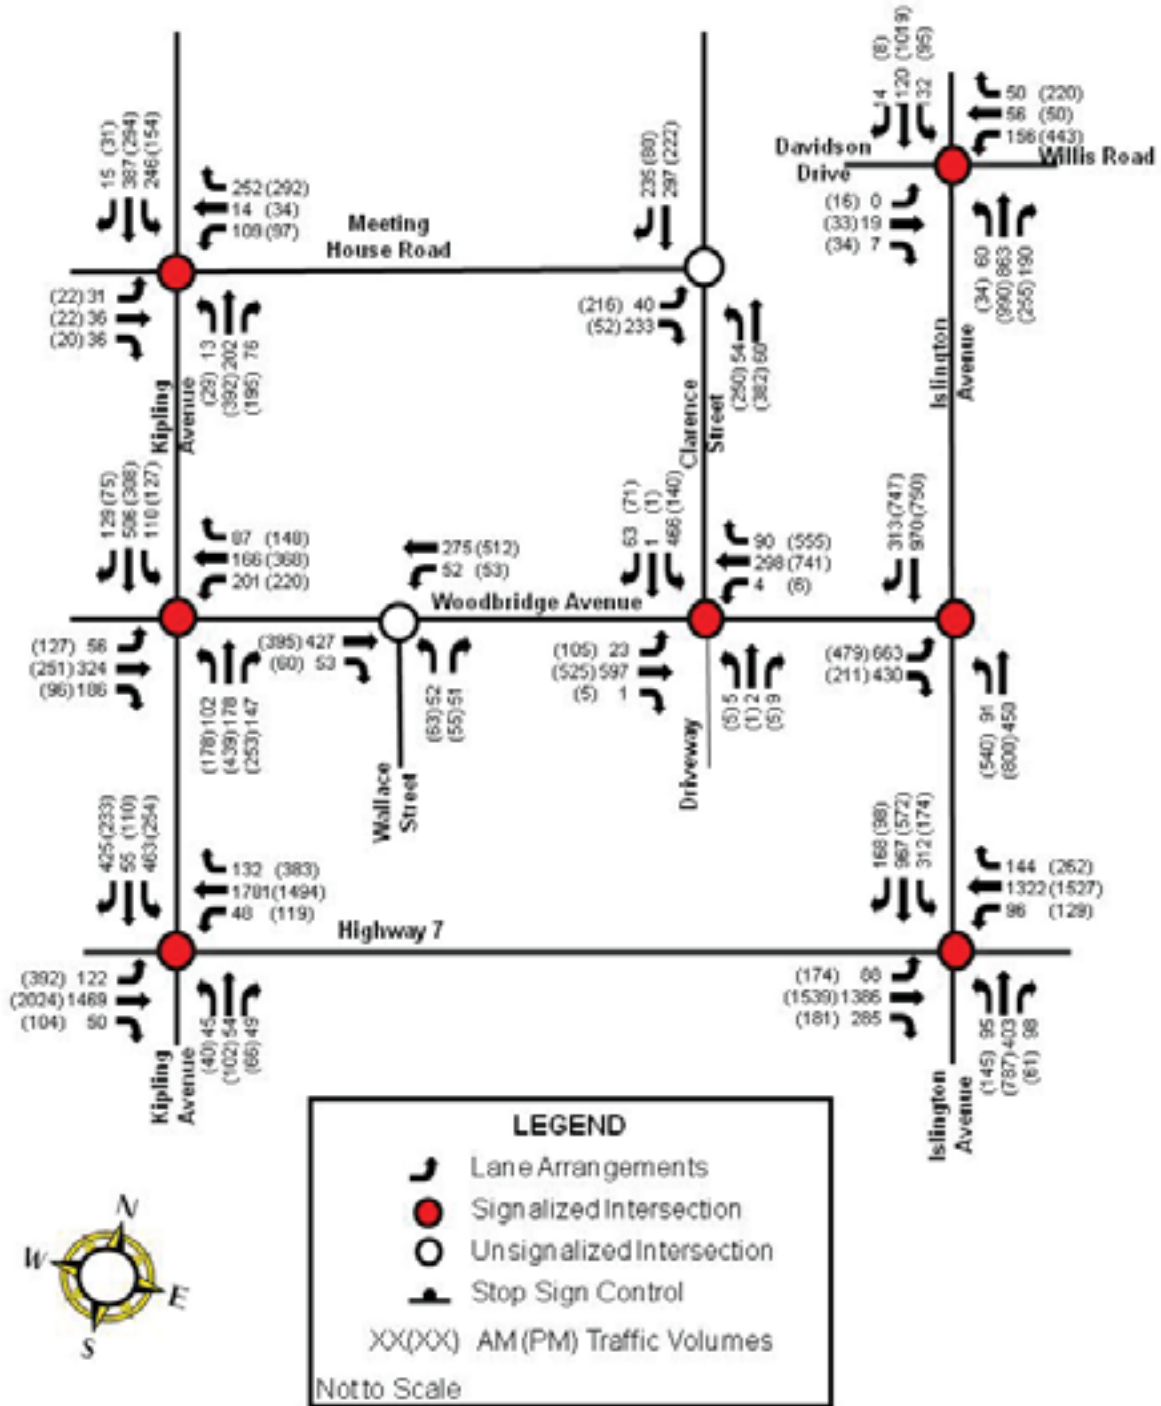 15 (31)
387 (294)
246 (154)
252 (292)
14 (34)
109 (97)
Meeting
House Road
(22) 31
(22) 36
(20) 36
(29) 13
(392) 202
(195) 76
Kipling
Avenue
235 (80)
297 (222)
(216) 40
(52) 233
(250) 54
(382) 60
Clarence
Street
14 (8)
120 (1019)
132 (95)
50 (220)
56 (50)
156 (443)
Davidson
Drive
Willis Road
(16) 0
(33) 19
(34) 7
(34) 60
(990) 863
(255) 190
Islington
Avenue
129 (75)
506 (308)
110 (127)
87 (148)
166 (368)
201 (220)
(127) 56
(251) 324
(96) 186
(178) 102
(439) 178
(253) 147
275 (512)
52 (53)
Woodbridge Avenue
(395) 427
(60) 53
(63) 52
(55) 51
Wallace
Street
63 (71)
1 (1)
466 (140)
90 (555)
298 (741)
4 (6)
(105) 23
(525) 597
(5) 1
(5) 5
(1) 2
(5) 9
Driveway
313 (747)
970 (750)
(479) 663
(211) 430
(540) 91
(800) 450
425 (233)
55 (110)
463 (254)
132 (383)
1781 (1494)
48 (119)
Highway 7
(392) 122
(2024) 1469
(104) 50
(40) 45
(102) 54
(66) 49
Kipling
Avenue
168 (98)
967 (572)
312 (174)
144 (262)
1322 (1527)
96 (129)
(174) 88
(1539) 1386
(181) 285
(145) 95
(787) 403
(61) 98
Islington
Avenue
LEGEND
Lane Arrangements
Signalized Intersection
Unsignalized Intersection
Stop Sign Control
XX(XX) AM (PM) Traffic Volumes
Not to Scale
N
W
E
S